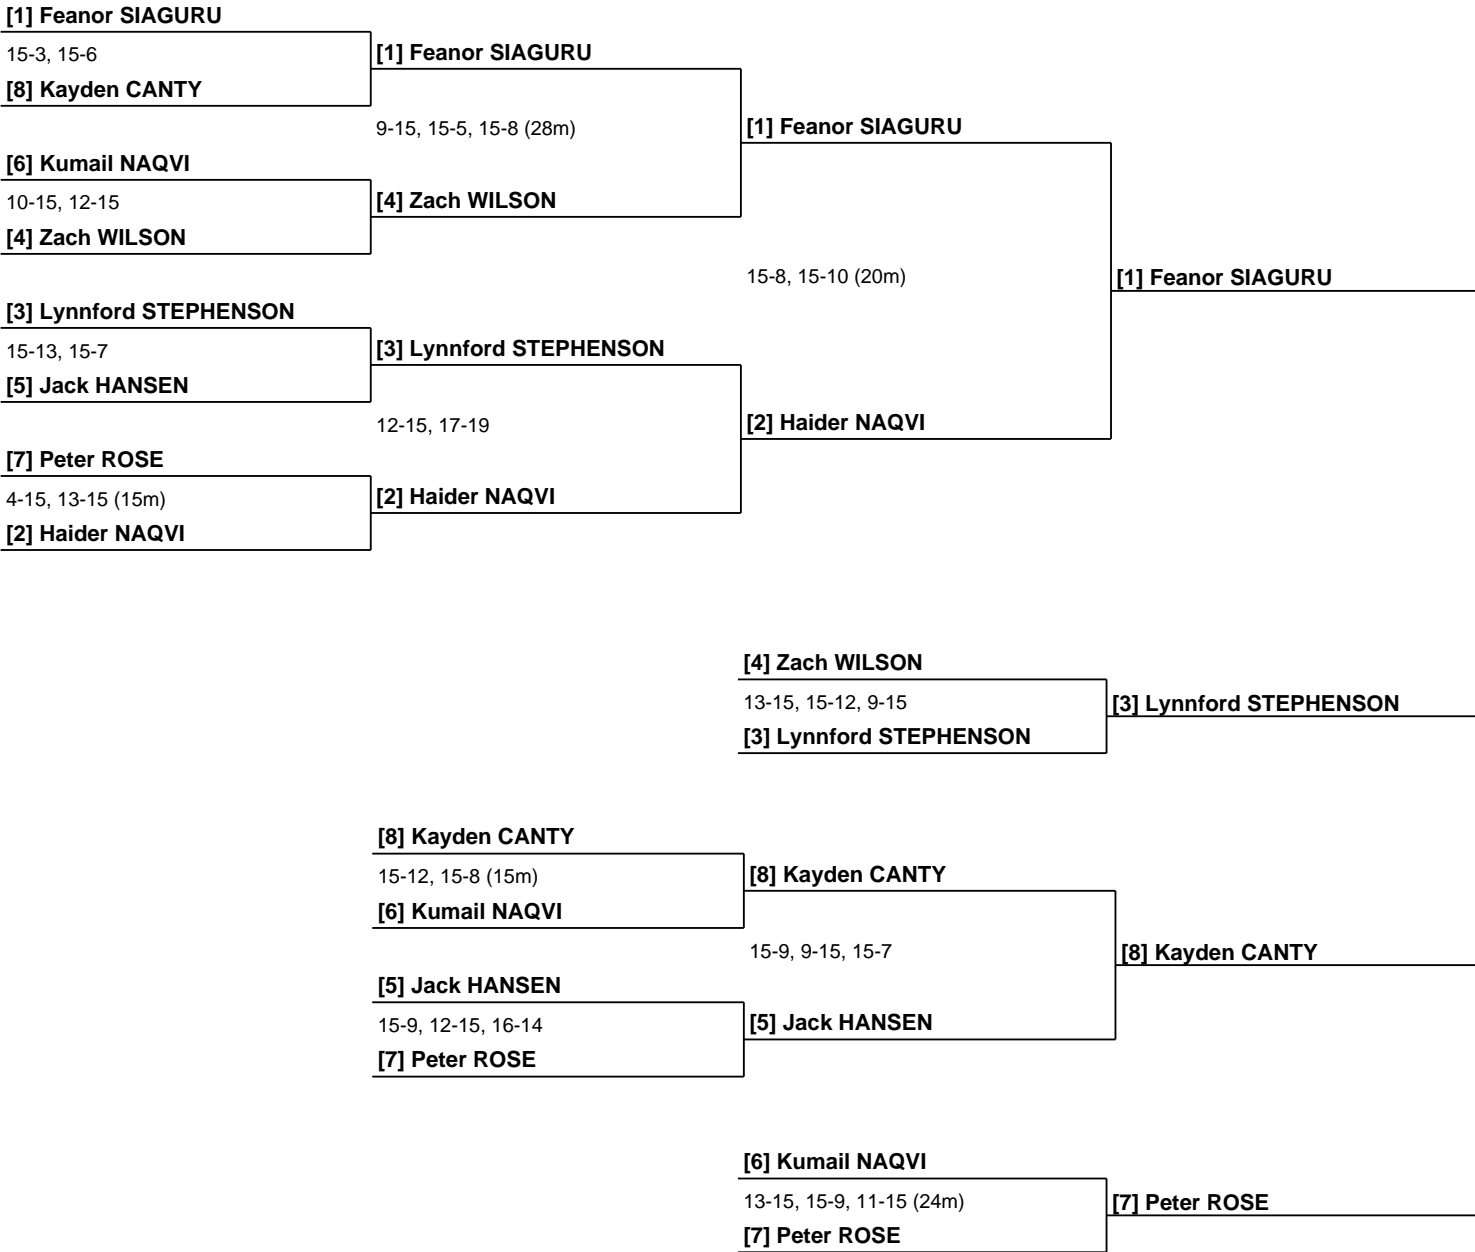 [1] Feanor SIAGURU
15-3, 15-6
[1] Feanor SIAGURU
[8] Kayden CANTY
9-15, 15-5, 15-8 (28m)
[1] Feanor SIAGURU
[6] Kumail NAQVI
10-15, 12-15
[4] Zach WILSON
[4] Zach WILSON
15-8, 15-10 (20m)
[1] Feanor SIAGURU
[3] Lynnford STEPHENSON
15-13, 15-7
[3] Lynnford STEPHENSON
[5] Jack HANSEN
12-15, 17-19
[2] Haider NAQVI
[7] Peter ROSE
4-15, 13-15 (15m)
[2] Haider NAQVI
[2] Haider NAQVI
[4] Zach WILSON
13-15, 15-12, 9-15
[3] Lynnford STEPHENSON
[3] Lynnford STEPHENSON
[8] Kayden CANTY
15-12, 15-8 (15m)
[8] Kayden CANTY
[6] Kumail NAQVI
15-9, 9-15, 15-7
[8] Kayden CANTY
[5] Jack HANSEN
15-9, 12-15, 16-14
[5] Jack HANSEN
[7] Peter ROSE
[6] Kumail NAQVI
13-15, 15-9, 11-15 (24m)
[7] Peter ROSE
[7] Peter ROSE